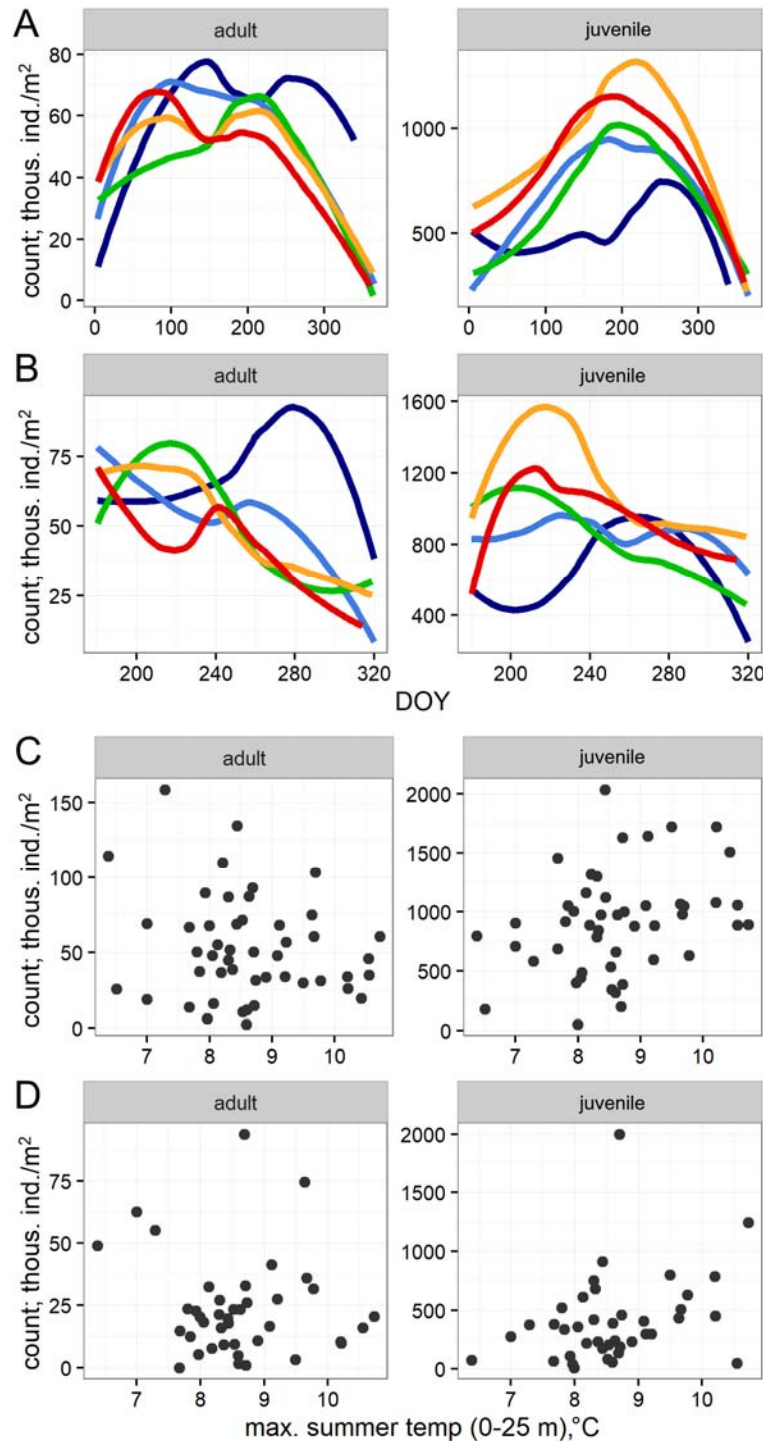 A
adult
juvenile
count; thous. ind./m²
80
60
40
20
0
1000
500
0 100 200 300
0 100 200 300
B
adult
juvenile
count; thous. ind./m²
75
50
25
1600
1200
800
400
200 240 280 320
200 240 280 320
DOY
C
adult
juvenile
count; thous. ind./m²
150
100
50
0
2000
1500
1000
500
0
7 8 9 10
7 8 9 10
D
adult
juvenile
count; thous. ind./m²
75
50
25
0
2000
1500
1000
500
0
7 8 9 10
7 8 9 10
max. summer temp (0-25 m),°C